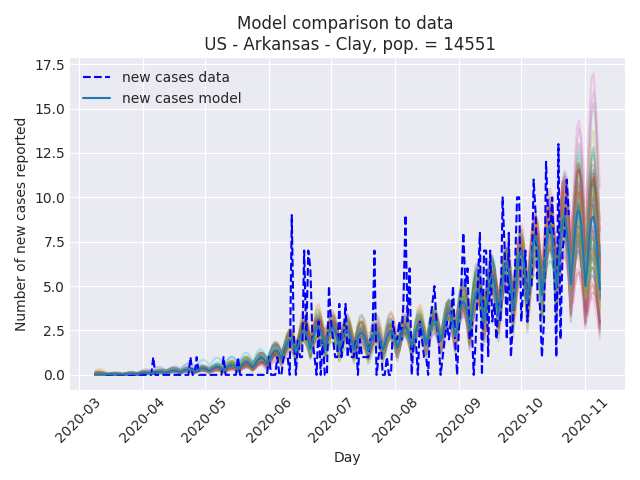 Model comparison to data
US - Arkansas - Clay, pop. = 14551
new cases data
new cases model
Number of new cases reported
17.5
15.0
12.5
10.0
7.5
5.0
2.5
0.0
2020-03
2020-04
2020-05
2020-06
2020-07
2020-08
2020-09
2020-10
2020-11
Day